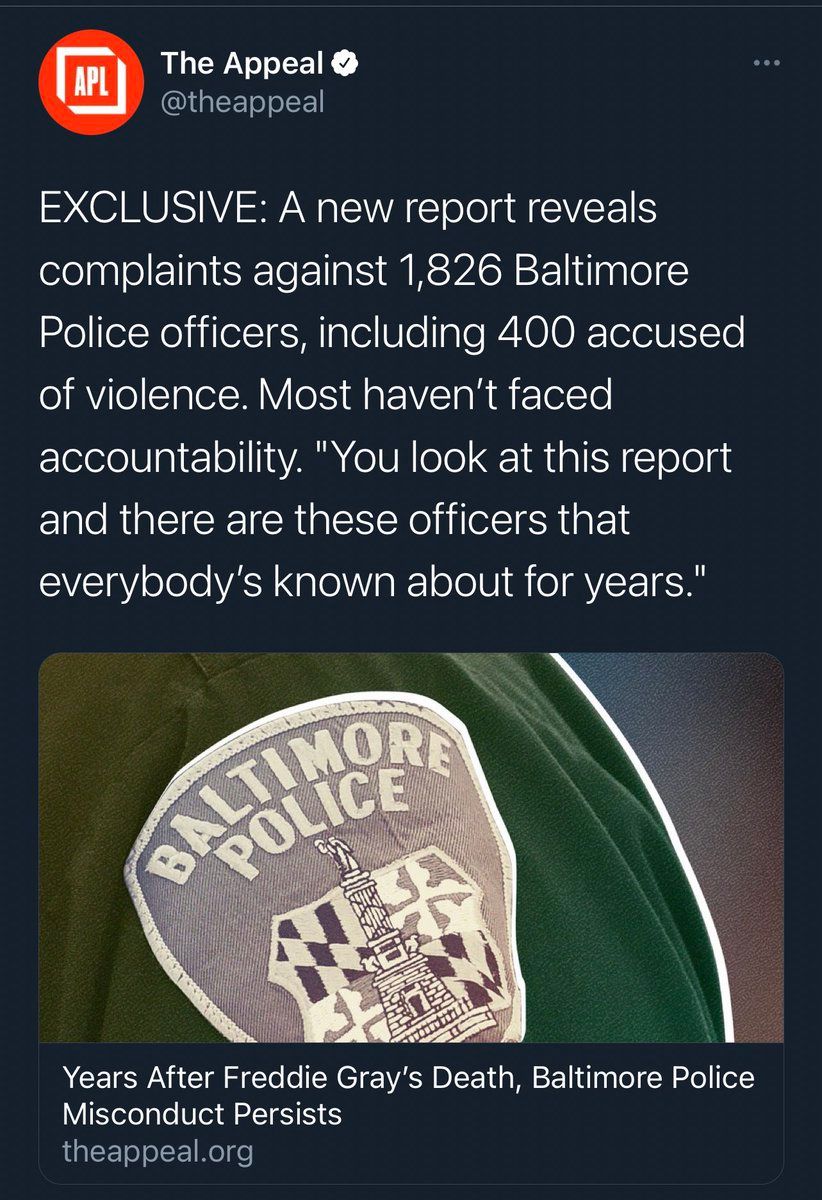 APL
The Appeal
@theappeal
EXCLUSIVE: A new report reveals
complaints against 1,826 Baltimore
Police officers, including 400 accused
of violence. Most haven’t faced
accountability. "You look at this report
and there are these officers that
everybody’s known about for years."
BALTIMORE
POLICE
Years After Freddie Gray’s Death, Baltimore Police
Misconduct Persists
theappeal.org